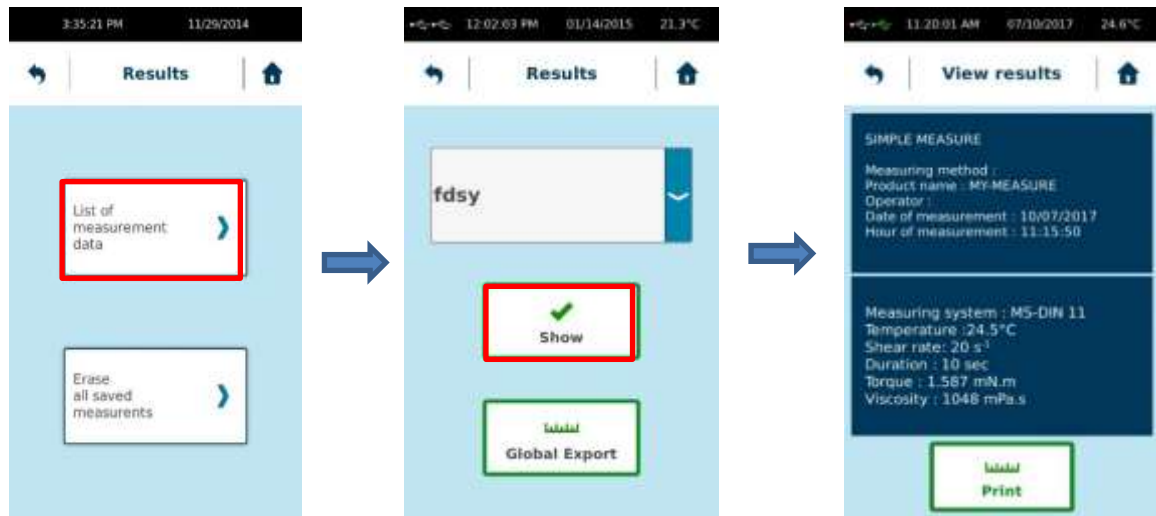 3:35:21 PM 11/29/2014
Results
List of
measurement
data
Erase
all saved
measurents
12:02:03 PM 01/14/2015 21.3°C
Results
fdsy
Show
Global Export
11:20:01 AM 07/10/2017 24.6°C
View results
SIMPLE MEASURE
Measuring method :
Product name : MY-MEASURE
Operator :
Date of measurement : 10/07/2017
Hour of measurement : 11:15:50
Measuring system : MS-DIN 11
Temperature :24.5°C
Shear rate: 20 s⁻¹
Duration : 10 sec
Torque : 1.587 mN.m
Viscosity : 1048 mPa.s
Print